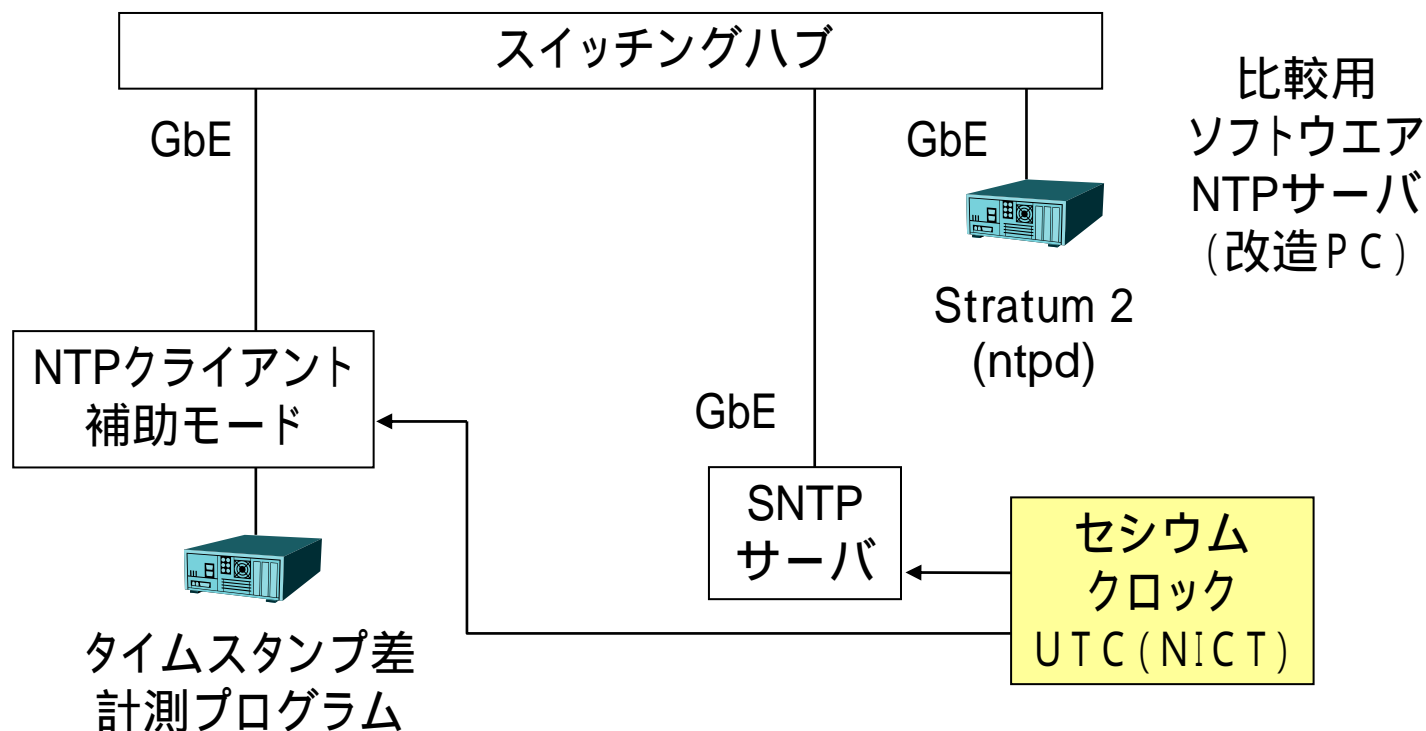 スイッチングハブ
GbE
GbE
比較用
ソフトウエア
NTPサーバ
(改造PC)
Stratum 2
(ntpd)
NTPクライアント
補助モード
GbE
SNTP
サーバ
セシウム
クロック
UTC(NICT)
タイムスタンプ差
計測プログラム